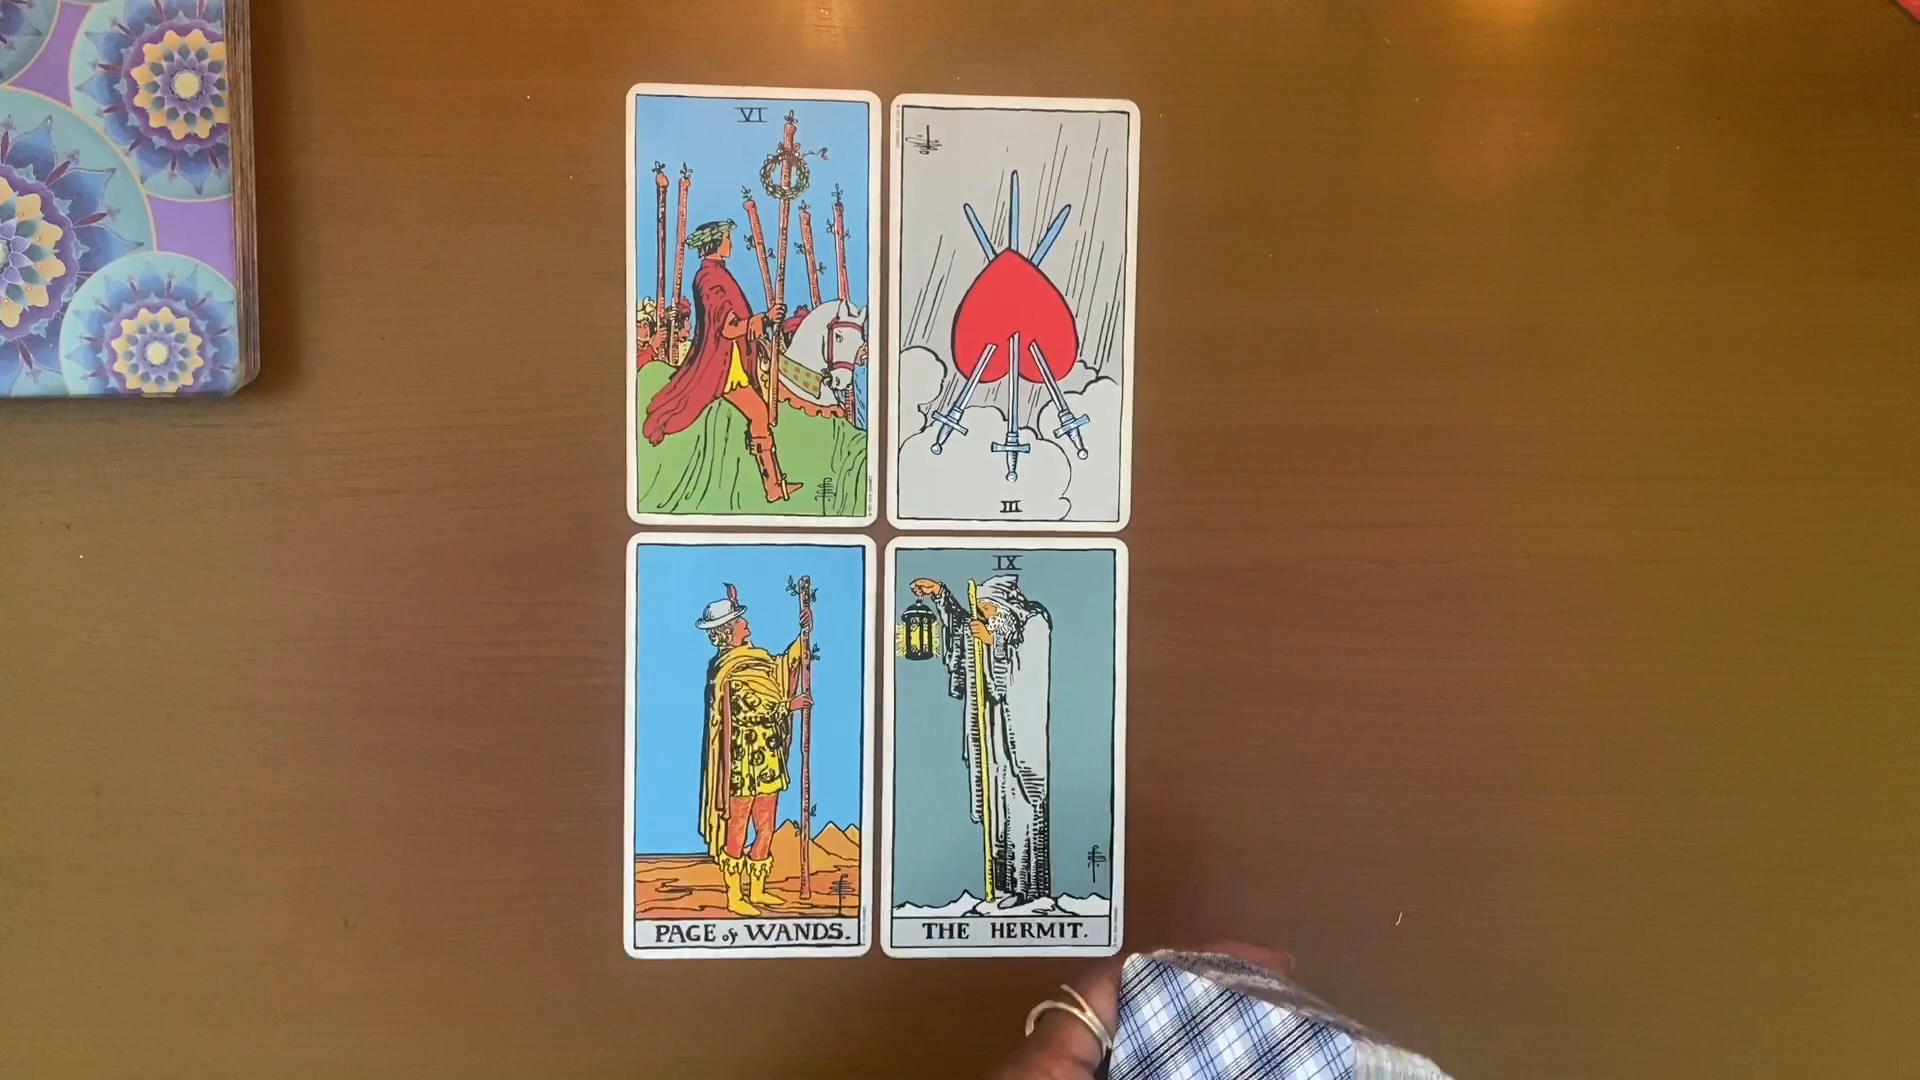 VI
III
PAGE of WANDS.
IX
THE HERMIT.